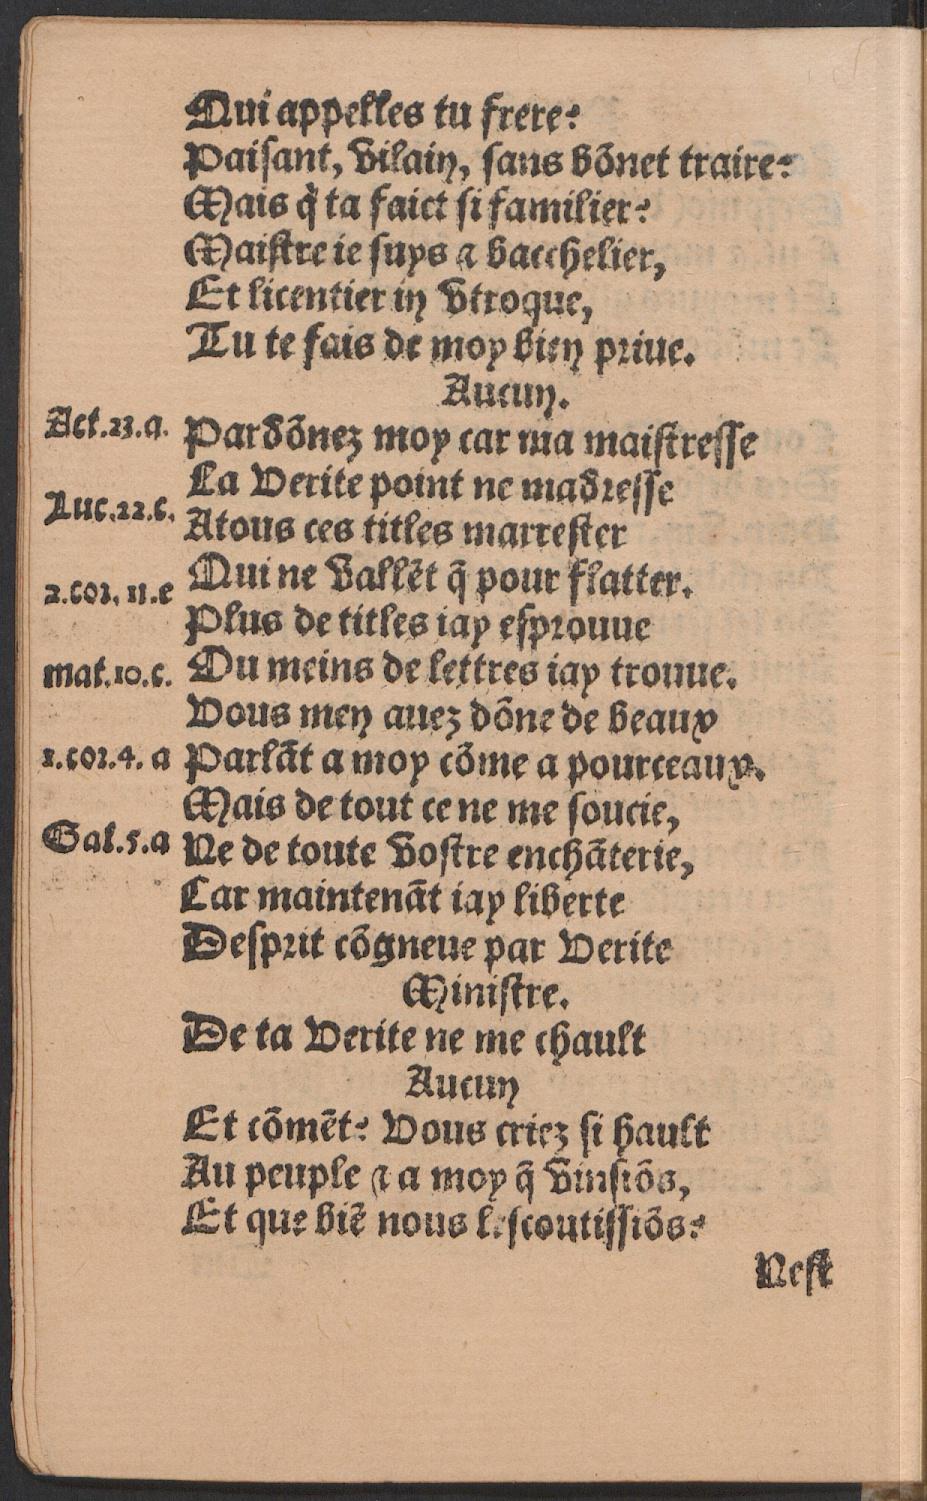 Qui appelles tu frere?
Paisant, vilain, sans bõnet traire?
Mais q̃ ta faict si familier?
Maistre ie suys ⁊ bacchelier,
Et licentier in vtroque,
Tu te fais de moy bien priue.
Aucun.
Act.23.a.
Pardõnez moy car ma maistresse
La Verite point ne madresse
Luc.22.c.
Atous ces titles marrester
Qui ne vallẽt q̃ pour flatter.
2.cor.11.e
Plus de titles iay esprouue
Ou meins de lettres iay trouue.
mat.10.c.
Vous men auez dõne de beaux
Parlãt a moy cõme a pourceaux.
1.cor.4.a
Mais de tout ce ne me soucie,
Ne de toute vostre enchãterie,
Gal.5.a
Car maintenãt iay liberte
Desprit cõgneue par Verite
Ministre.
De ta Verite ne me chault
Aucun
Et cõmẽt? Vous criez si hault
Au peuple ⁊ a moy q̃ vinsiõs,
Et que biẽ nous lescoutissiõs?
Nest